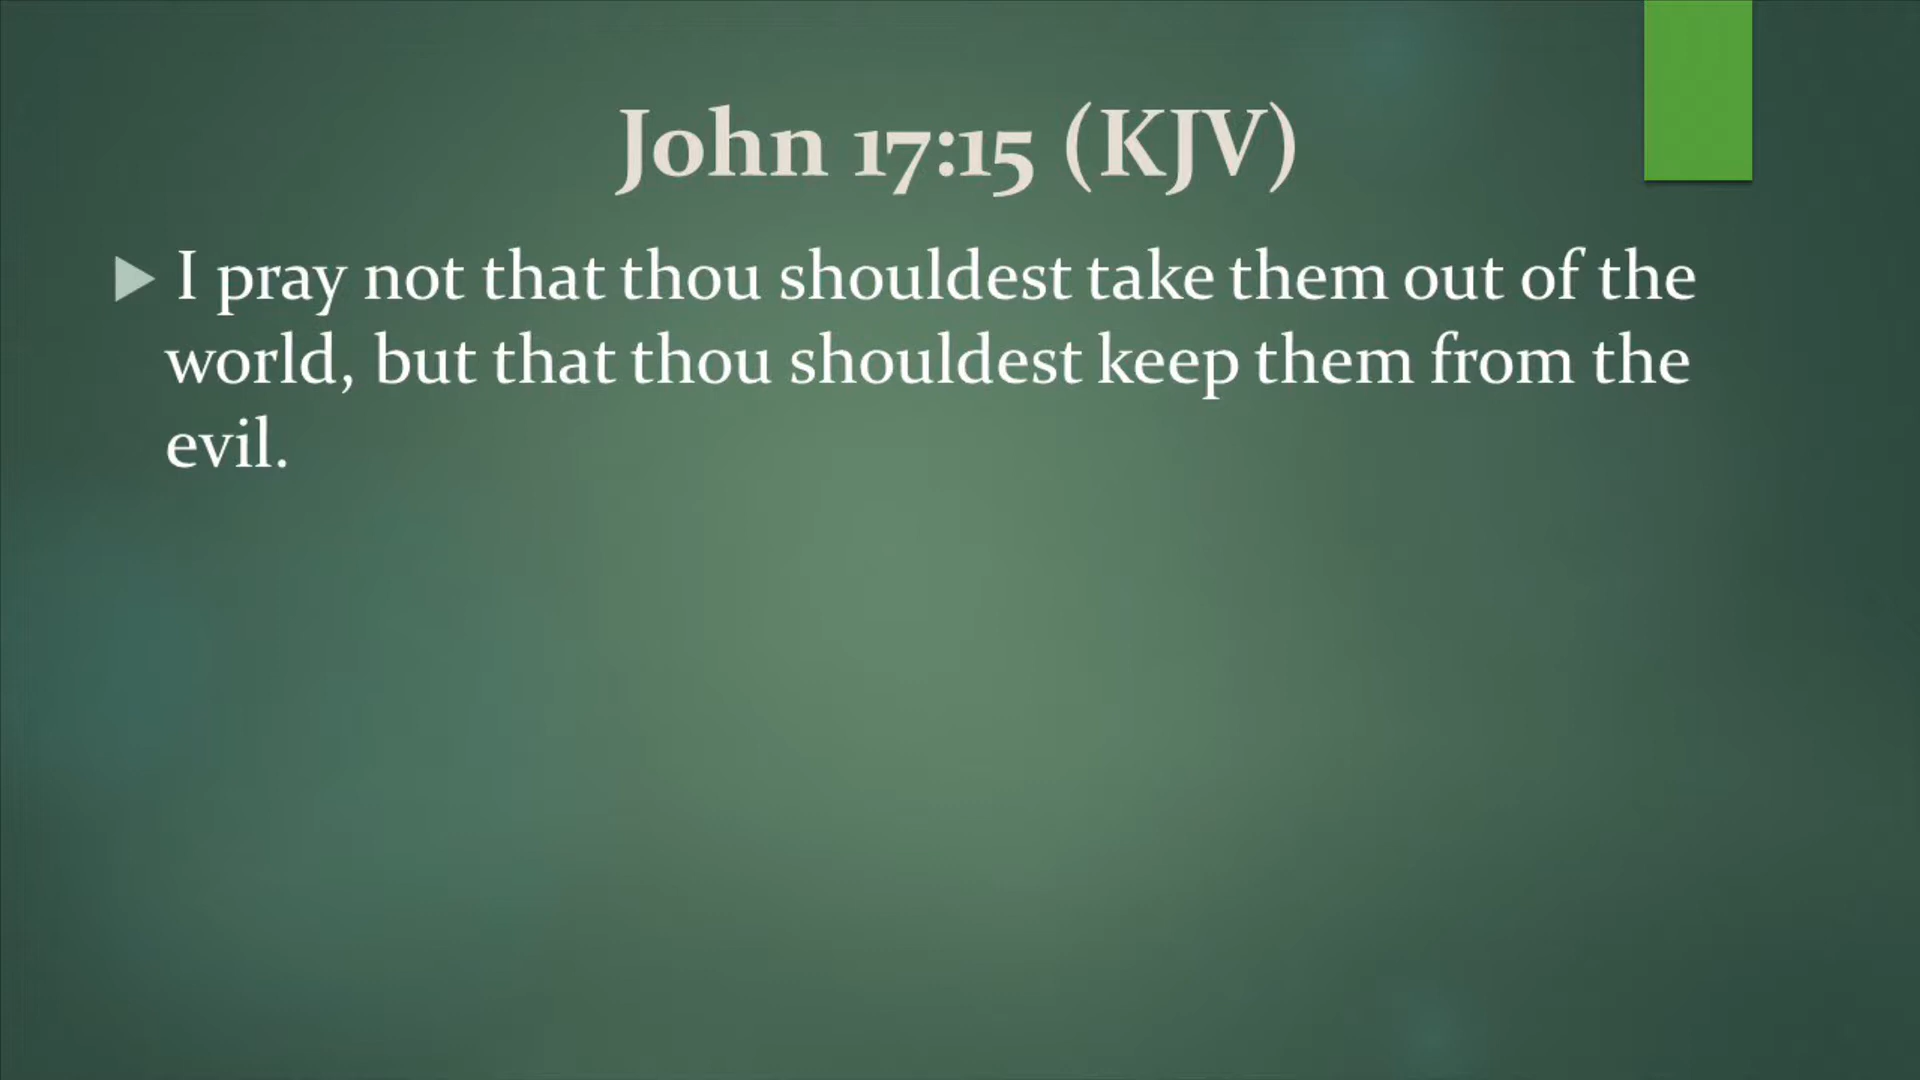 John 17:15 (KJV)
I pray not that thou shouldest take them out of the
world, but that thou shouldest keep them from the
evil.